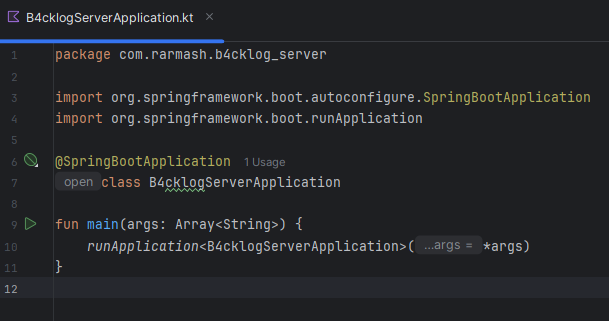 B4cklogServerApplication.kt ×
1 package com.rarmash.b4cklog_server
2
3 import org.springframework.boot.autoconfigure.SpringBootApplication
4 import org.springframework.boot.runApplication
5
6 @SpringBootApplication 1 Usage
7 open class B4cklogServerApplication
8
9 fun main(args: Array<String>) {
10 runApplication<B4cklogServerApplication>( ...args = *args)
11 }
12